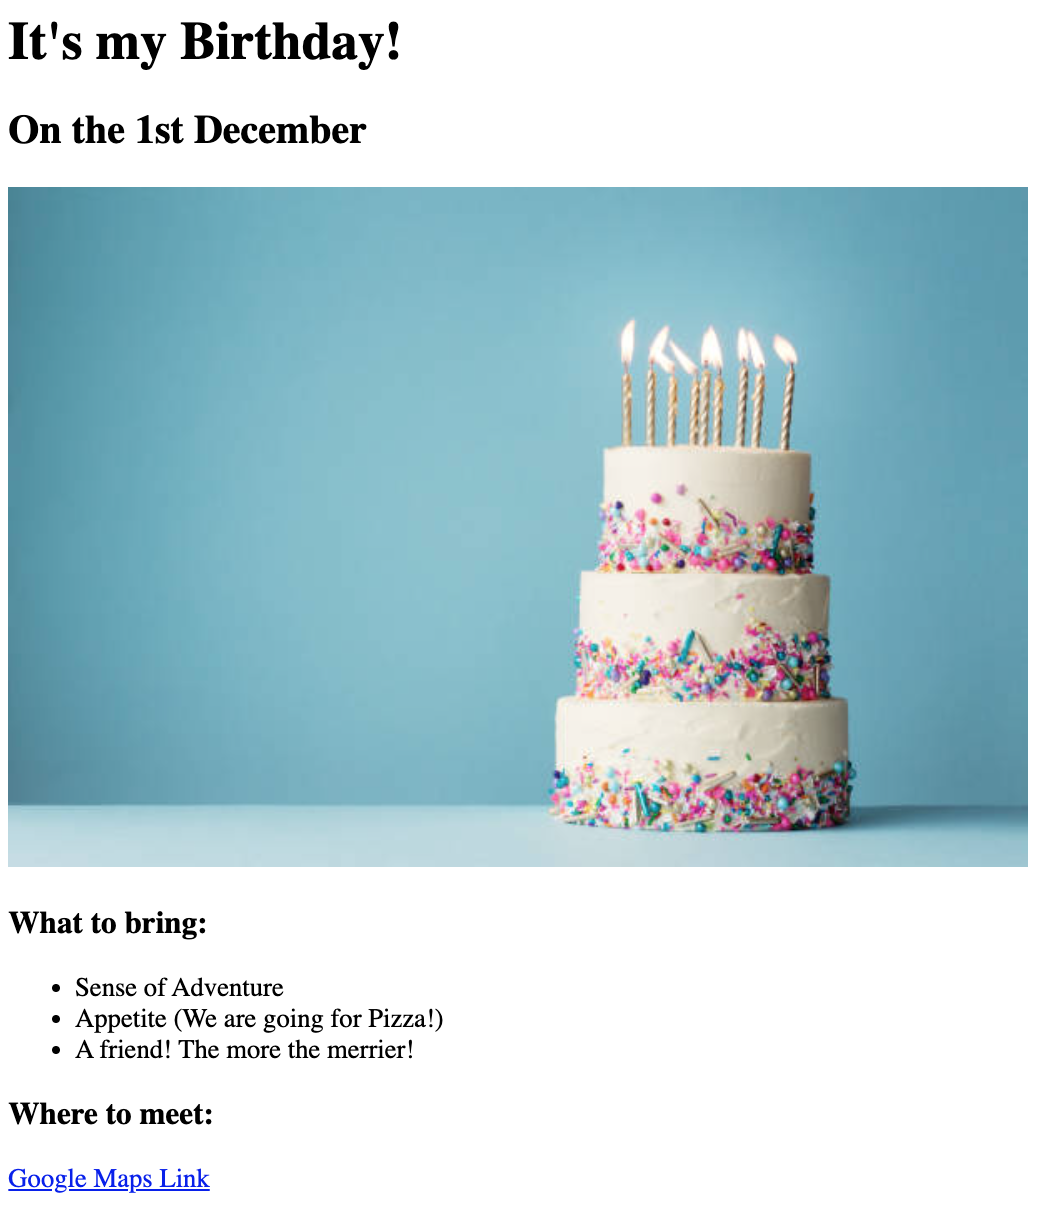 It's my Birthday!
On the 1st December
What to bring:
Sense of Adventure
Appetite (We are going for Pizza!)
A friend! The more the merrier!
Where to meet:
Google Maps Link